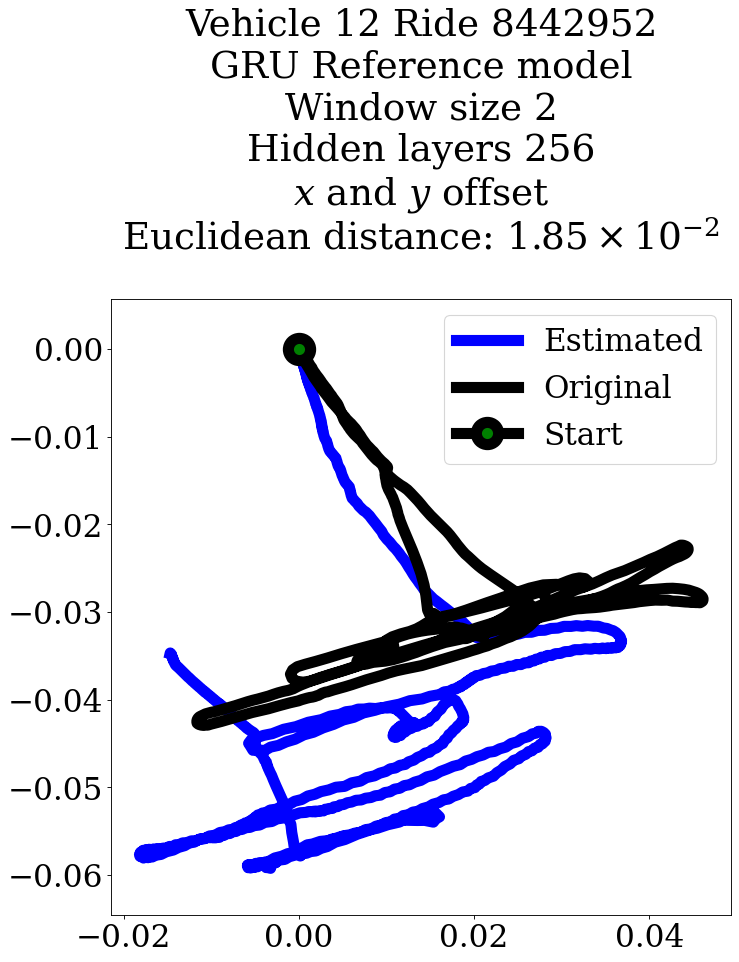 Vehicle 12 Ride 8442952
GRU Reference model
Window size 2
Hidden layers 256
x and y offset
Euclidean distance: 1.85 × 10⁻²
Estimated
Original
Start
0.00
−0.01
−0.02
−0.03
−0.04
−0.05
−0.06
−0.02 0.00 0.02 0.04